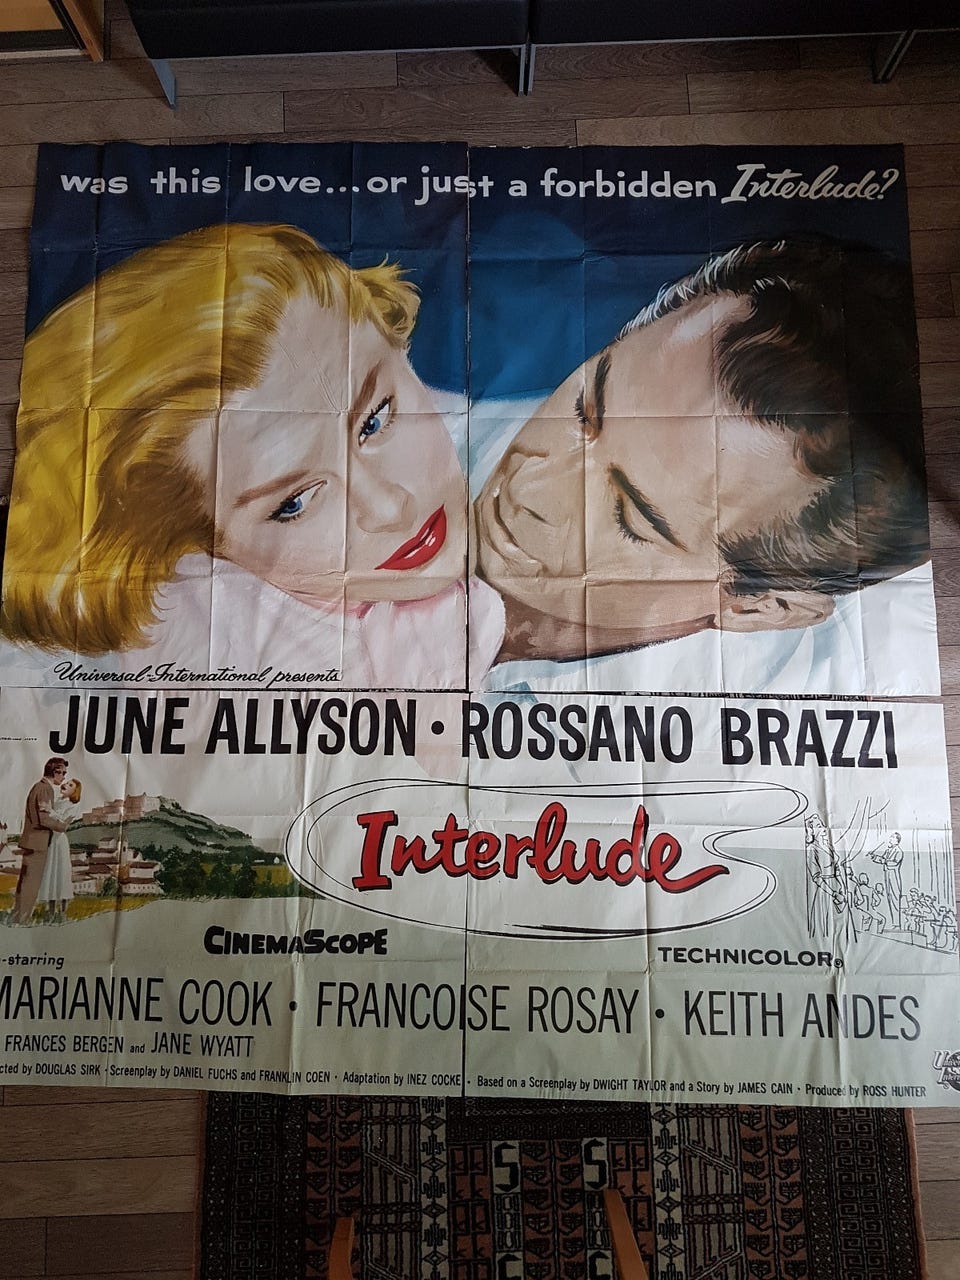 was this love... or just a forbidden Interlude?
Universal-International presents
JUNE ALLYSON · ROSSANO BRAZZI
Interlude
CINEMASCOPE
TECHNICOLOR®
-starring
MARIANNE COOK · FRANCOISE ROSAY · KEITH ANDES
FRANCES BERGEN and JANE WYATT
cted by DOUGLAS SIRK · Screenplay by DANIEL FUCHS and FRANKLIN COEN · Adaptation by INEZ COCKE · Based on a Screenplay by DWIGHT TAYLOR and a Story by JAMES CAIN · Produced by ROSS HUNTER